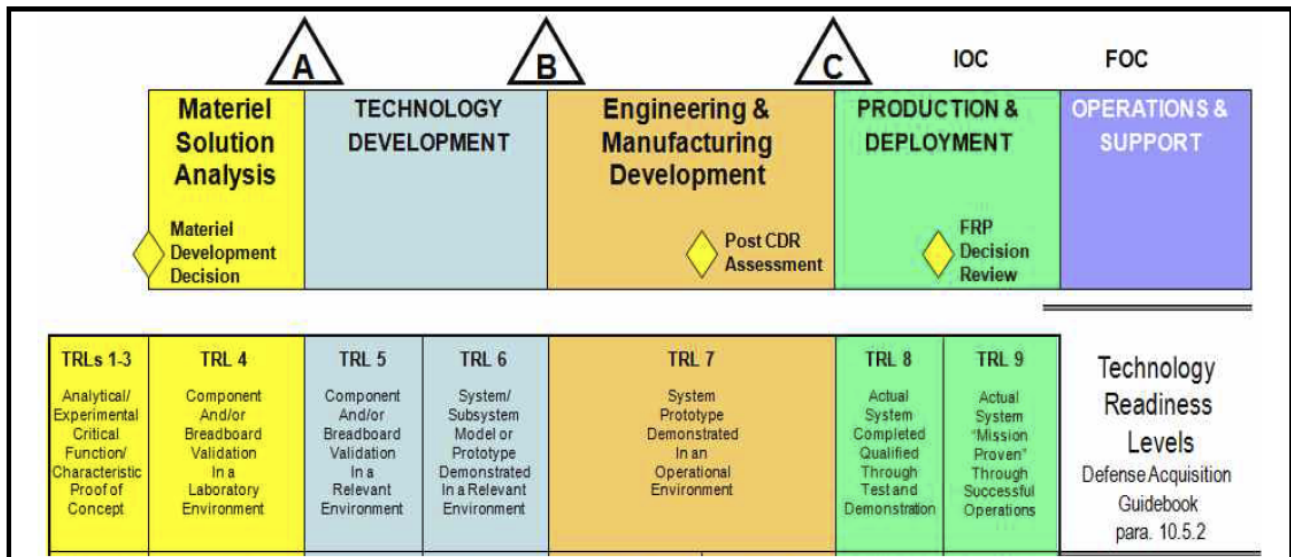 A
B
C
IOC
FOC
Materiel
Solution
Analysis
Materiel
Development
Decision
TECHNOLOGY
DEVELOPMENT
Engineering &
Manufacturing
Development
Post CDR
Assessment
PRODUCTION &
DEPLOYMENT
FRP
Decision
Review
OPERATIONS &
SUPPORT
TRLs 1-3
Analytical/
Experimental
Critical
Function/
Characteristic
Proof of
Concept
TRL 4
Component
And/or
Breadboard
Validation
In a
Laboratory
Environment
TRL 5
Component
And/or
Breadboard
Validation
In a
Relevant
Environment
TRL 6
System/
Subsystem
Model or
Prototype
Demonstrated
In a Relevant
Environment
TRL 7
System
Prototype
Demonstrated
In an
Operational
Environment
TRL 8
Actual
System
Completed
Qualified
Through
Test and
Demonstration
TRL 9
Actual
System
"Mission
Proven"
Through
Successful
Operations
Technology
Readiness
Levels
Defense Acquisition
Guidebook
para. 10.5.2